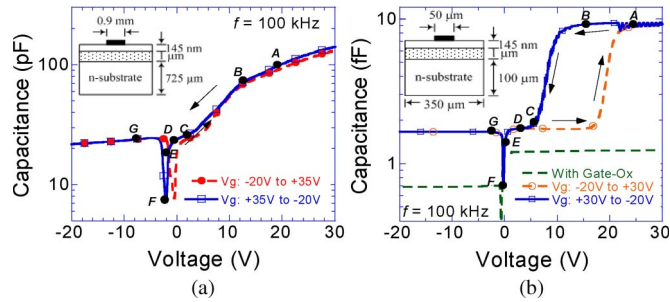 0.9 mm
145 nm
μm
n-substrate
725 μm
f = 100 kHz
Capacitance (pF)
100
10
A
B
C
D
E
F
G
Vg: -20V to +35V
Vg: +35V to -20V
-20
-10
0
10
20
30
Voltage (V)
(a)
50 μm
145 nm
μm
n-substrate
100 μm
350 μm
Capacitance (fF)
10
1
B
A
G
D
C
E
F
With Gate-Ox
Vg: -20V to +30V
Vg: +30V to -20V
f = 100 kHz
-20
-10
0
10
20
30
Voltage (V)
(b)